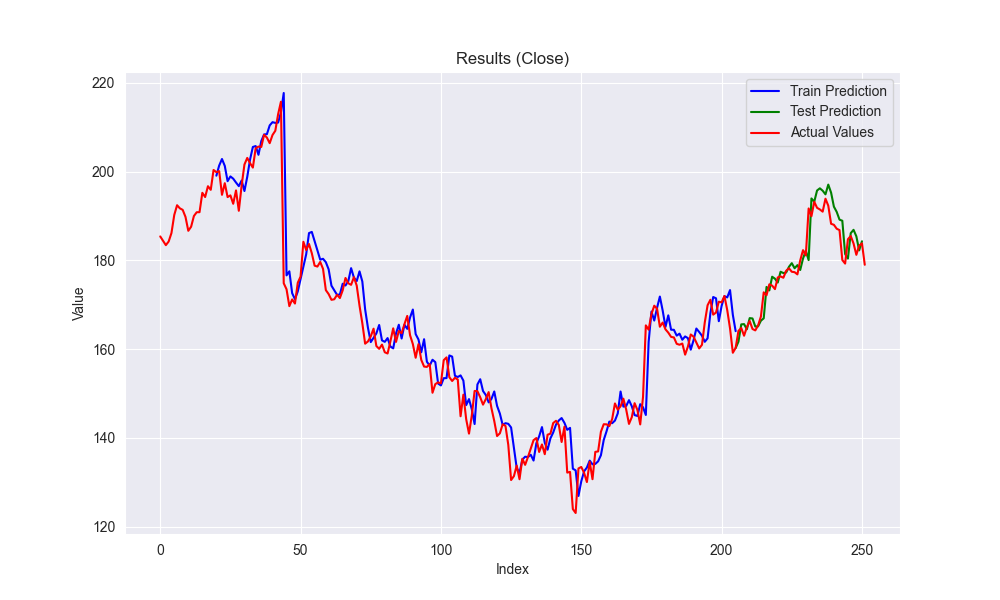 Results (Close)
Train Prediction
Test Prediction
Actual Values
Value
220
200
180
160
140
120
0
50
100
150
200
250
Index